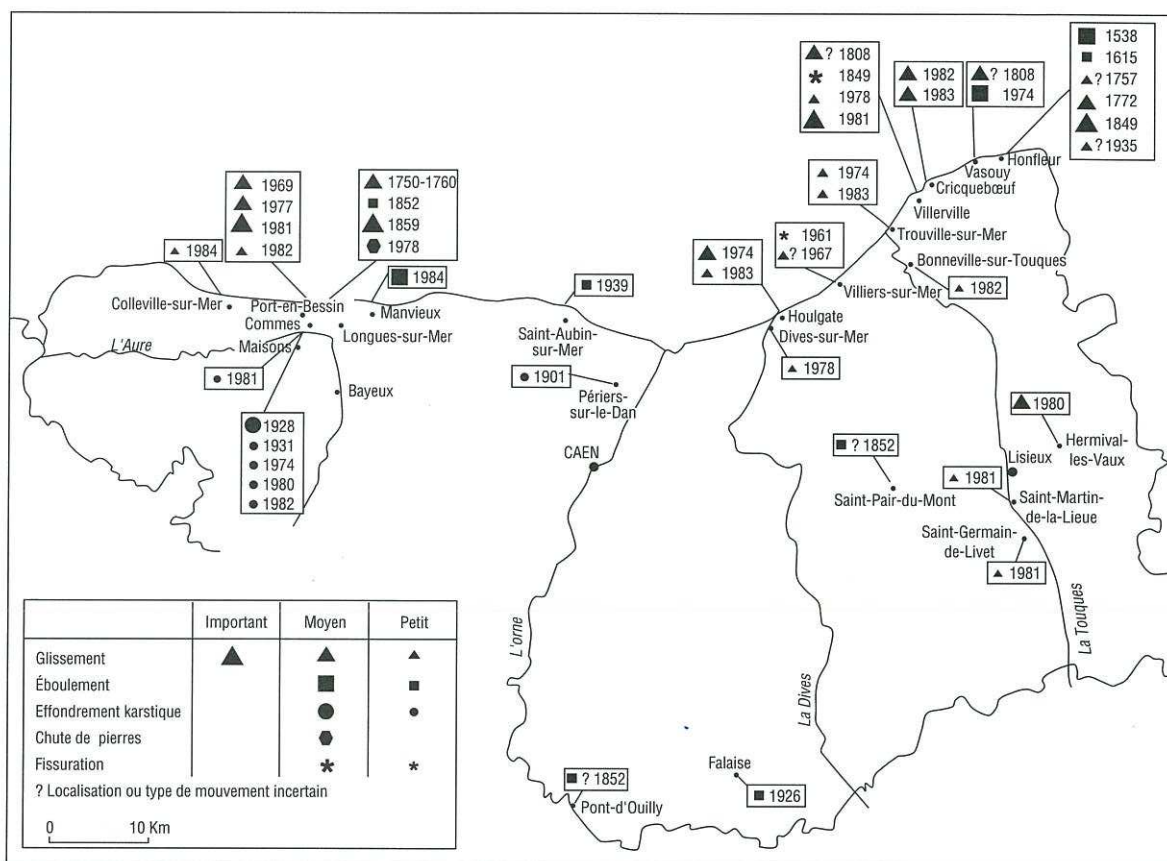 1538
1615
? 1757
1772
1849
? 1935
? 1808
1849
1978
1981
1982
1983
? 1808
1974
Honfleur
Vasouy
Cricquebœuf
Villerville
1974
1983
Trouville-sur-Mer
1969
1977
1981
1982
1750-1760
1852
1859
1978
1984
1984
1961
? 1967
1974
1983
Bonneville-sur-Touques
1982
Villiers-sur-Mer
1939
Colleville-sur-Mer
Port-en-Bessin
Manvieux
Commes
Longues-sur-Mer
Saint-Aubin-
sur-Mer
Houlgate
Dives-sur-Mer
L'Aure
Maisons
1981
1901
1978
Bayeux
Périers-
sur-le-Dan
1928
1931
1974
1980
1982
1980
Hermival-
les-Vaux
CAEN
? 1852
Saint-Pair-du-Mont
Lisieux
1981
Saint-Martin-
de-la-Lieue
Saint-Germain-
de-Livet
1981
L'orne
La Dives
La Touques
Important Moyen Petit
Glissement
Éboulement
Effondrement karstique
Chute de pierres
Fissuration
? Localisation ou type de mouvement incertain
0 10 Km
? 1852
Pont-d'Ouilly
Falaise
1926